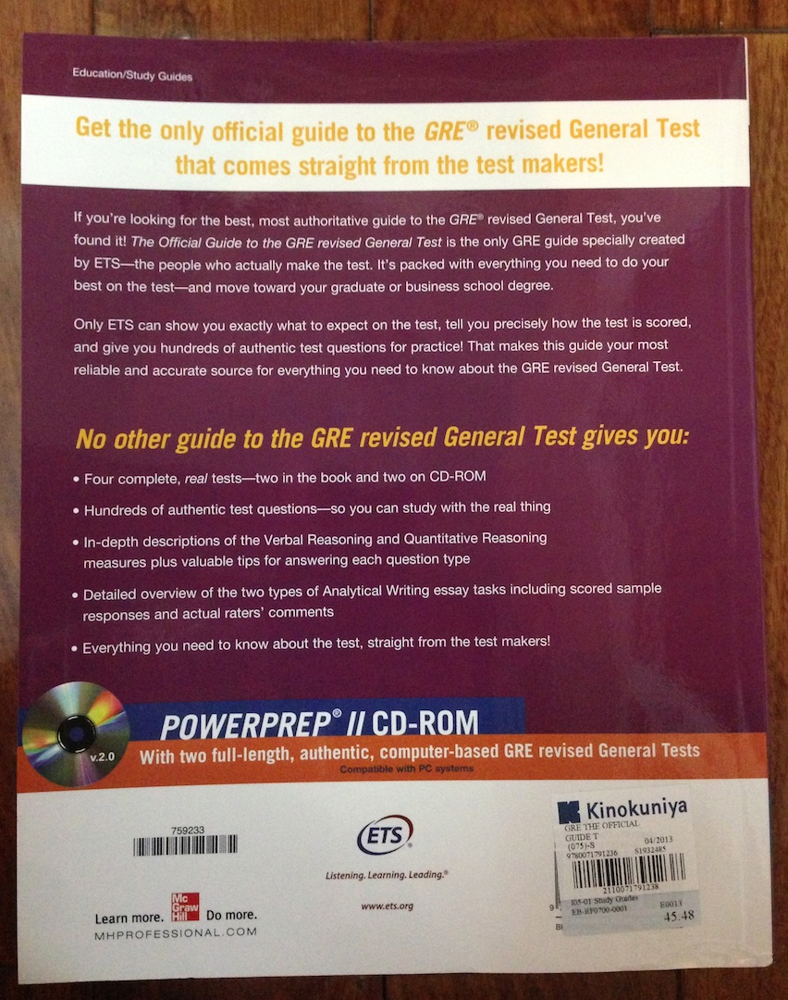 Education/Study Guides
Get the only official guide to the GRE® revised General Test
that comes straight from the test makers!
If you're looking for the best, most authoritative guide to the GRE® revised General Test, you've
found it! The Official Guide to the GRE revised General Test is the only GRE guide specially created
by ETS—the people who actually make the test. It's packed with everything you need to do your
best on the test—and move toward your graduate or business school degree.
Only ETS can show you exactly what to expect on the test, tell you precisely how the test is scored,
and give you hundreds of authentic test questions for practice! That makes this guide your most
reliable and accurate source for everything you need to know about the GRE revised General Test.
No other guide to the GRE revised General Test gives you:
• Four complete, real tests—two in the book and two on CD-ROM
• Hundreds of authentic test questions—so you can study with the real thing
• In-depth descriptions of the Verbal Reasoning and Quantitative Reasoning
measures plus valuable tips for answering each question type
• Detailed overview of the two types of Analytical Writing essay tasks including scored sample
responses and actual raters' comments
• Everything you need to know about the test, straight from the test makers!
POWERPREP® II CD-ROM
v.2.0
With two full-length, authentic, computer-based GRE revised General Tests
Compatible with PC systems
759233
ETS®
Listening. Learning. Leading.®
www.ets.org
Learn more. Mc Graw Hill Do more.
MHPROFESSIONAL.COM
Kinokuniya
GRE THE OFFICIAL
GUIDE T
(075)-S 04/2013
9780071791236 S1932485
2110071791238
I05-01 Study Guides E0013
EB-RF0700-0001
45.48
9